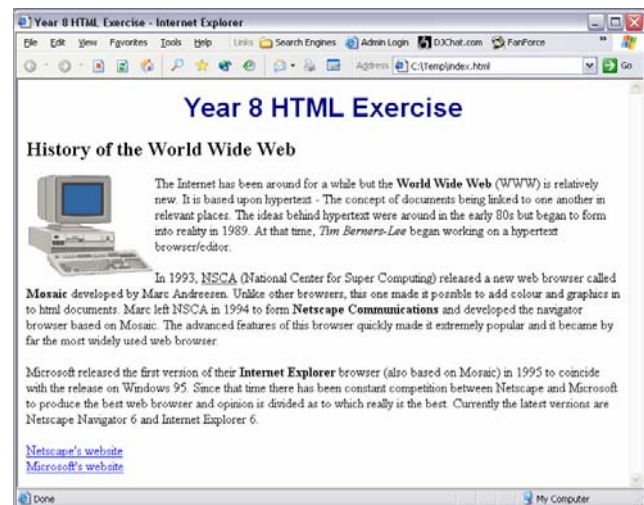 Year 8 HTML Exercise - Internet Explorer
File Edit View Favorites Tools Help Links Search Engines Admin Login DJChat.com FanForce »
Address C:\Temp\index.html Go
Year 8 HTML Exercise
History of the World Wide Web
The Internet has been around for a while but the World Wide Web (WWW) is relatively
new. It is based upon hypertext - The concept of documents being linked to one another in
relevant places. The ideas behind hypertext were around in the early 80s but began to form
into reality in 1989. At that time, Tim Berners-Lee began working on a hypertext
browser/editor.
In 1993, NSCA (National Center for Super Computing) released a new web browser called
Mosaic developed by Marc Andreesen. Unlike other browsers, this one made it possible to add colour and graphics in
to html documents. Marc left NSCA in 1994 to form Netscape Communications and developed the navigator
browser based on Mosaic. The advanced features of this browser quickly made it extremely popular and it became by
far the most widely used web browser.
Microsoft released the first version of their Internet Explorer browser (also based on Mosaic) in 1995 to coincide
with the release on Windows 95. Since that time there has been constant competition between Netscape and Microsoft
to produce the best web browser and opinion is divided as to which really is the best. Currently the latest versions are
Netscape Navigator 6 and Internet Explorer 6.
Netscape's website
Microsoft's website
Done My Computer